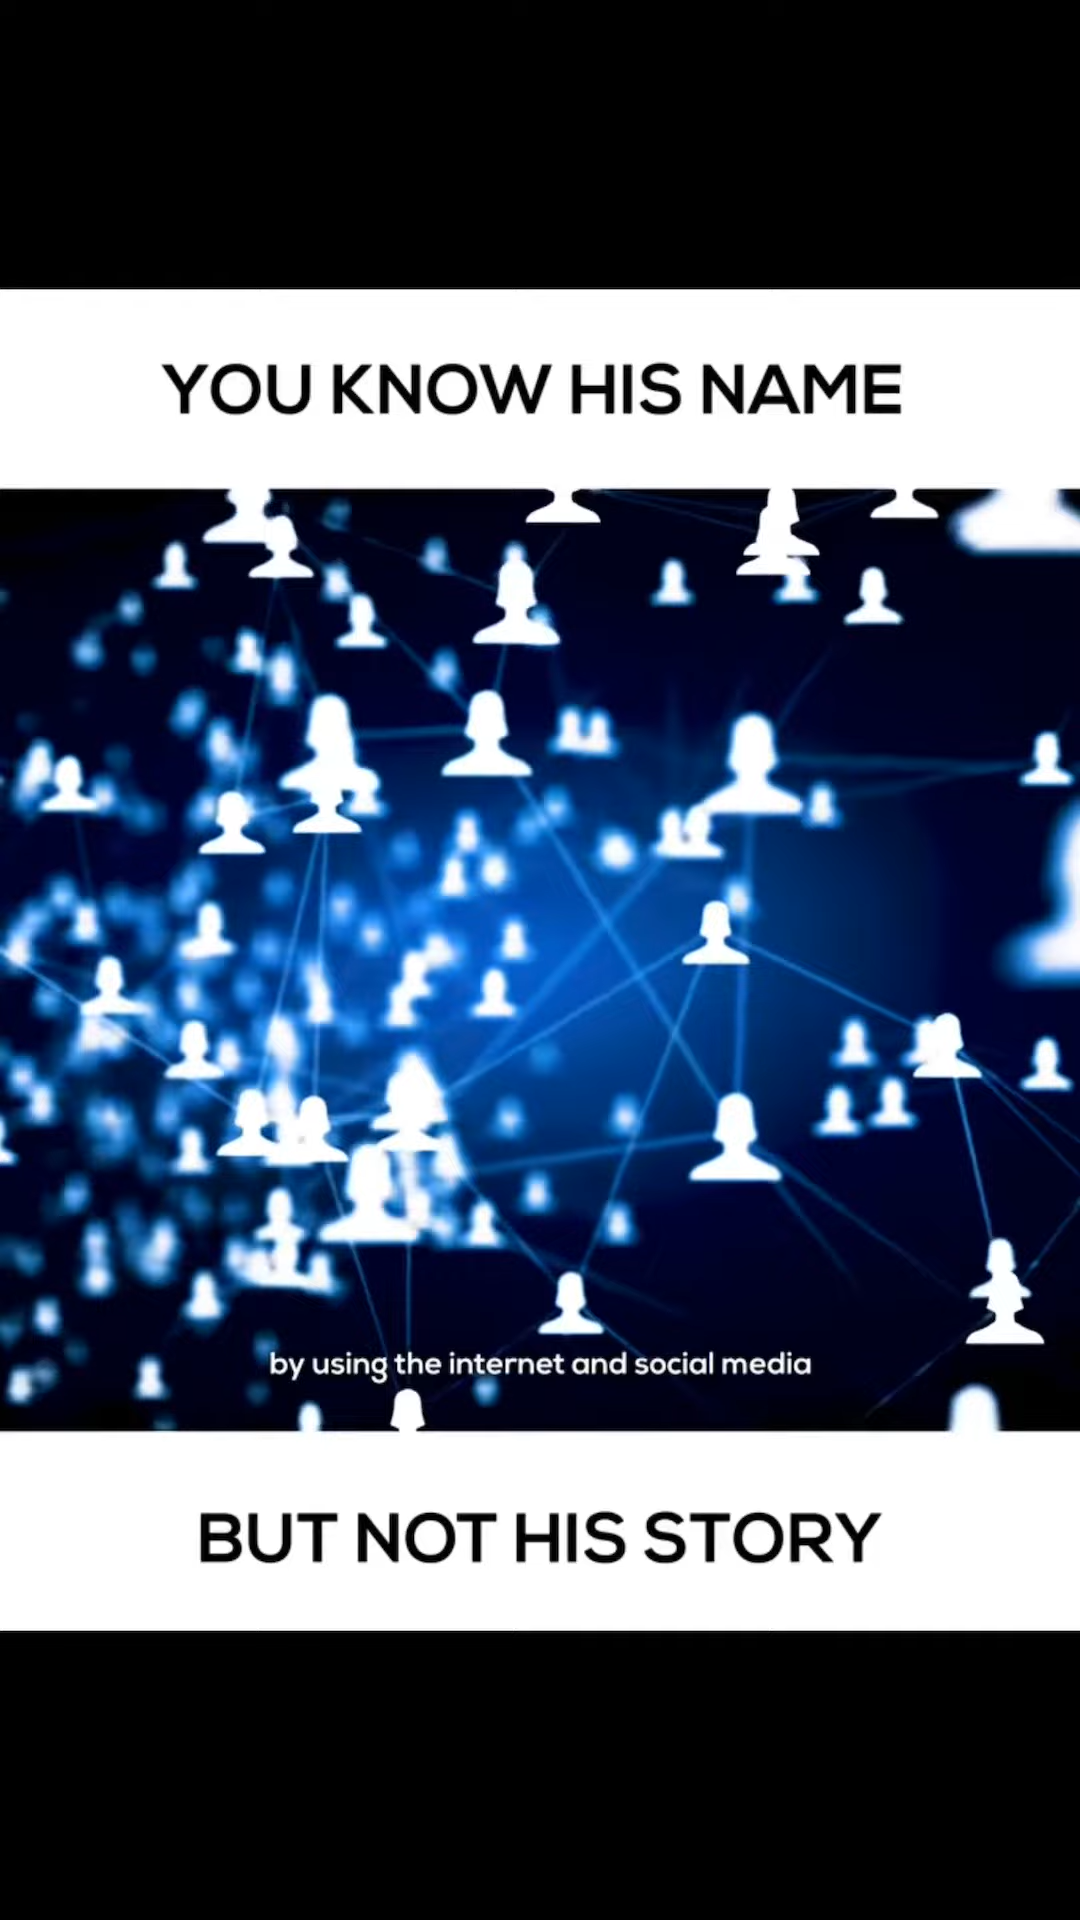 YOU KNOW HIS NAME
by using the internet and social media
BUT NOT HIS STORY